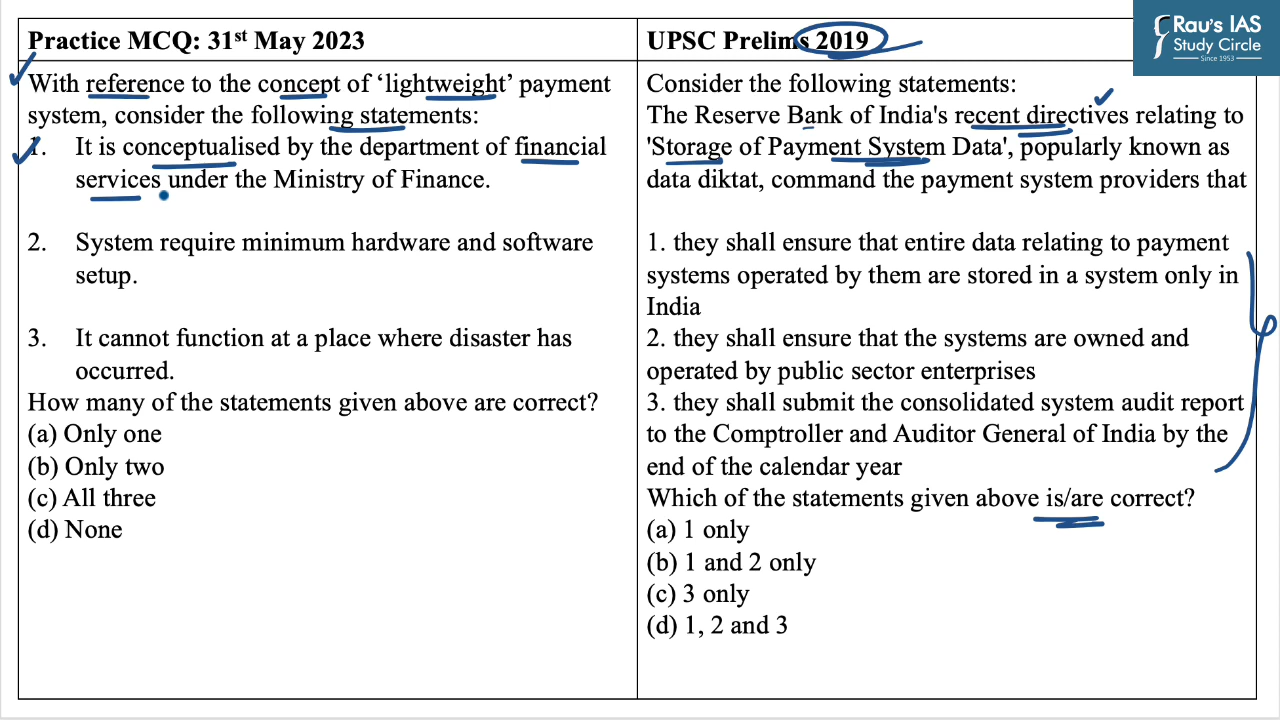 Practice MCQ: 31st May 2023
With reference to the concept of ‘lightweight’ payment
system, consider the following statements:
1. It is conceptualised by the department of financial
services under the Ministry of Finance.
2. System require minimum hardware and software
setup.
3. It cannot function at a place where disaster has
occurred.
How many of the statements given above are correct?
(a) Only one
(b) Only two
(c) All three
(d) None
UPSC Prelims 2019
Consider the following statements:
The Reserve Bank of India's recent directives relating to
'Storage of Payment System Data', popularly known as
data diktat, command the payment system providers that
1. they shall ensure that entire data relating to payment
systems operated by them are stored in a system only in
India
2. they shall ensure that the systems are owned and
operated by public sector enterprises
3. they shall submit the consolidated system audit report
to the Comptroller and Auditor General of India by the
end of the calendar year
Which of the statements given above is/are correct?
(a) 1 only
(b) 1 and 2 only
(c) 3 only
(d) 1, 2 and 3
Rau's IAS
Study Circle
Since 1953